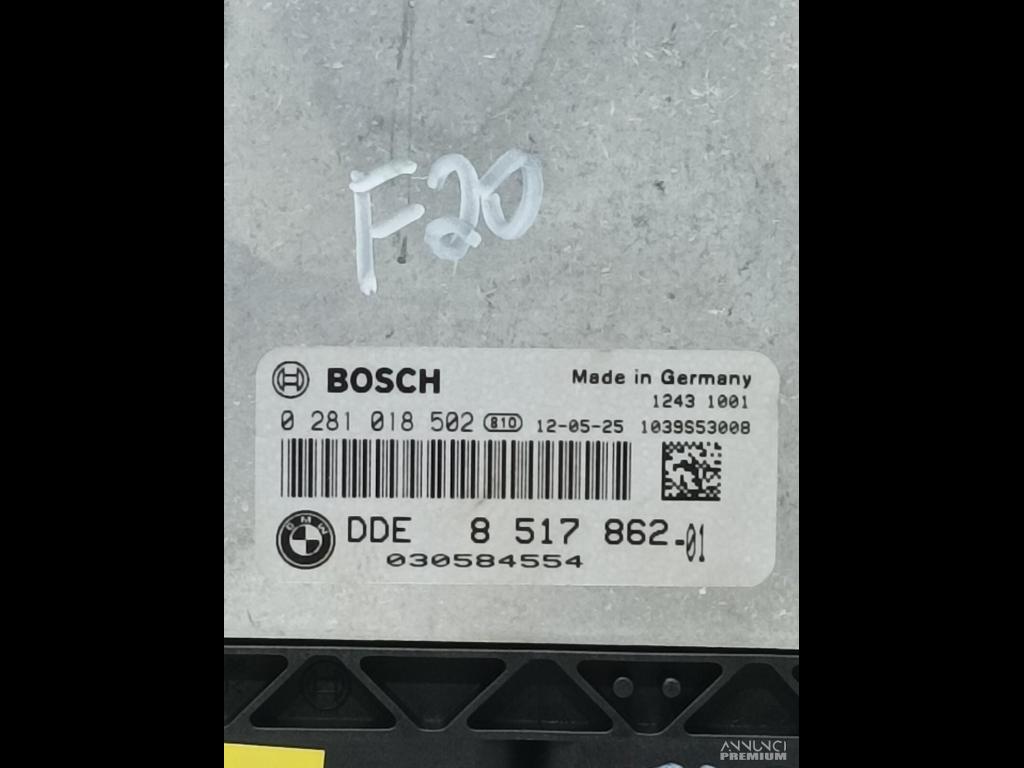 F20
BOSCH
Made in Germany
1243 1001
0 281 018 502 810 12-05-25 1039S53008
BMW
DDE 8 517 862-01
030584554
ANNUNCI
PREMIUM